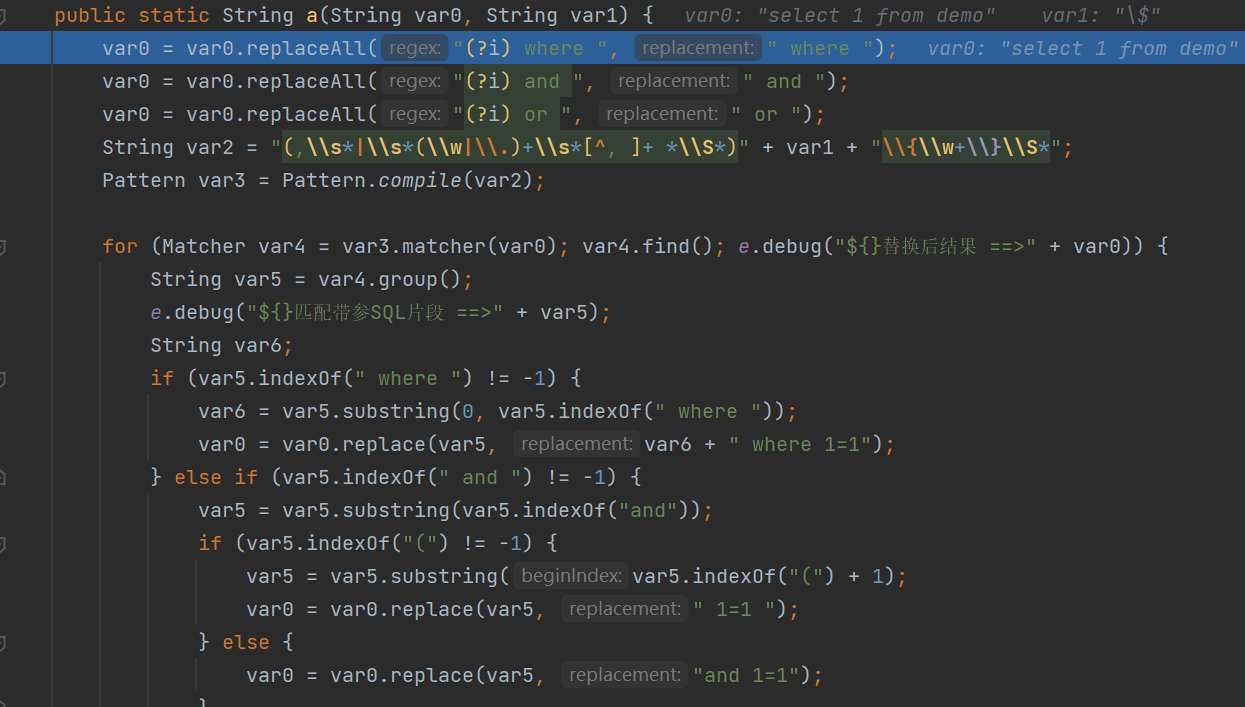 public static String a(String var0, String var1) {   var0: "select 1 from demo"    var1: "\$"
    var0 = var0.replaceAll( regex: "(?i) where ",  replacement: " where ");   var0: "select 1 from demo"
    var0 = var0.replaceAll( regex: "(?i) and ",  replacement: " and ");
    var0 = var0.replaceAll( regex: "(?i) or ",  replacement: " or ");
    String var2 = "(,\\s*|\\s*(\\w|\\.)+\\s*[^, ]+ *\\S*)" + var1 + "\\{\\w+\\}\\S*";
    Pattern var3 = Pattern.compile(var2);
    for (Matcher var4 = var3.matcher(var0); var4.find(); e.debug("${}替换后结果 ==>" + var0)) {
        String var5 = var4.group();
        e.debug("${}匹配带参SQL片段 ==>" + var5);
        String var6;
        if (var5.indexOf(" where ") != -1) {
            var6 = var5.substring(0, var5.indexOf(" where "));
            var0 = var0.replace(var5,  replacement: var6 + " where 1=1");
        } else if (var5.indexOf(" and ") != -1) {
            var5 = var5.substring(var5.indexOf("and"));
            if (var5.indexOf("(") != -1) {
                var5 = var5.substring( beginIndex: var5.indexOf("(") + 1);
                var0 = var0.replace(var5,  replacement: " 1=1 ");
            } else {
                var0 = var0.replace(var5,  replacement: "and 1=1");
            }